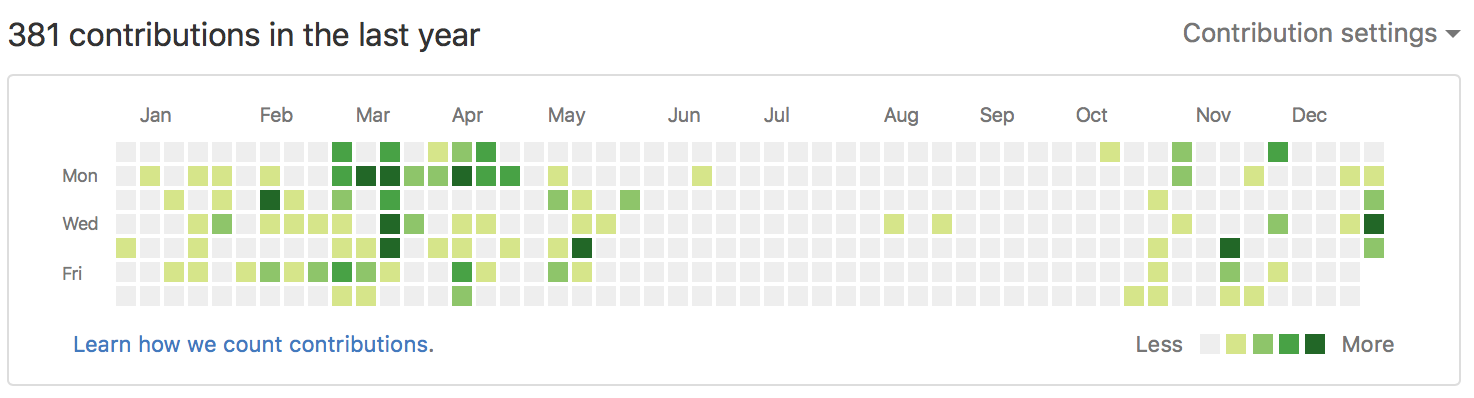 381 contributions in the last year
Contribution settings
Jan Feb Mar Apr May Jun Jul Aug Sep Oct Nov Dec
Mon
Wed
Fri
Learn how we count contributions.
Less More